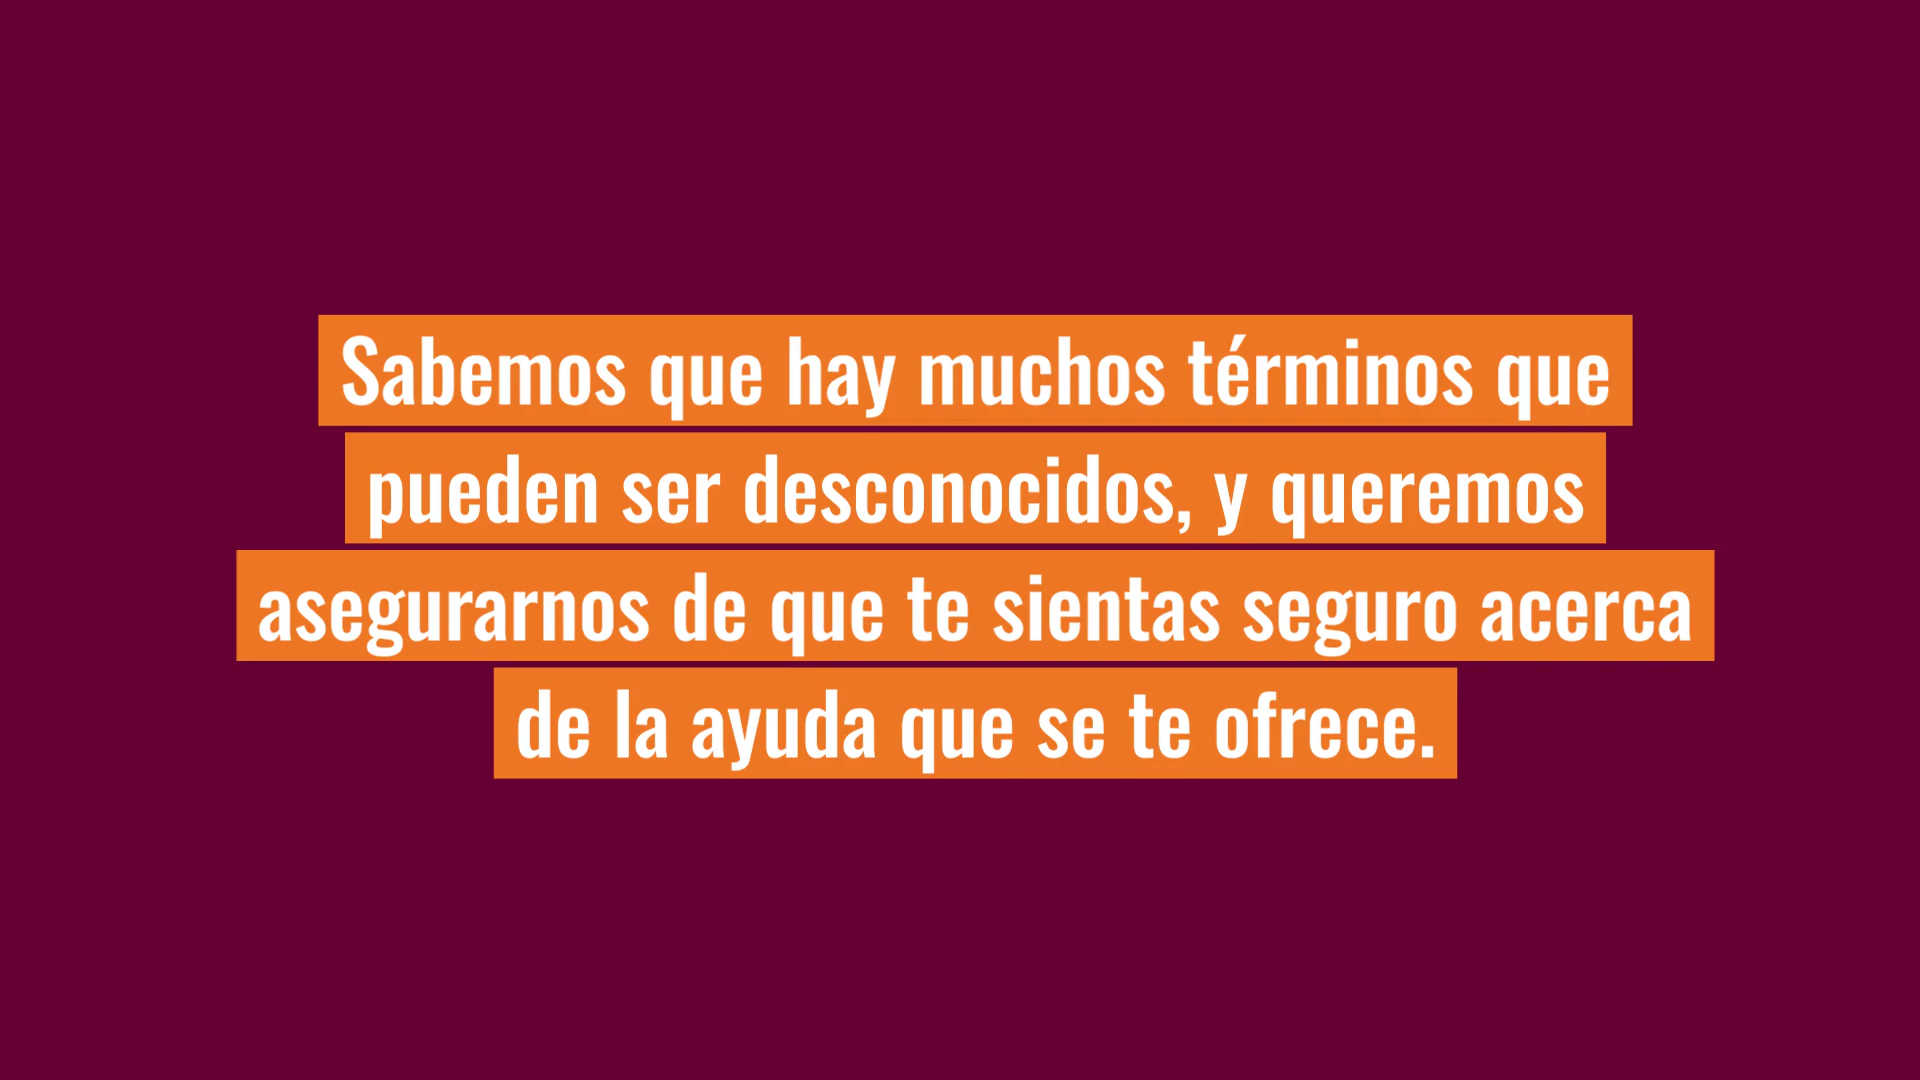 Sabemos que hay muchos términos que
pueden ser desconocidos, y queremos
asegurarnos de que te sientas seguro acerca
de la ayuda que se te ofrece.